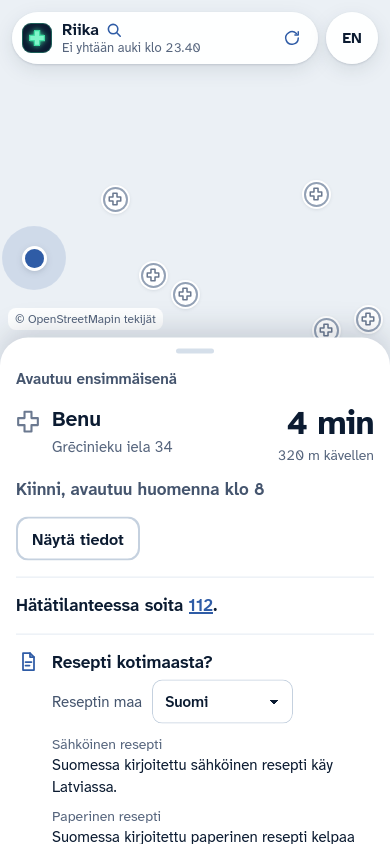 Riika
Ei yhtään auki klo 23.40
EN
© OpenStreetMapin tekijät
Avautuu ensimmäisenä
Benu
4 min
Grēcinieku iela 34
320 m kävellen
Kiinni, avautuu huomenna klo 8
Näytä tiedot
Hätätilanteessa soita 112.
Resepti kotimaasta?
Reseptin maa
Suomi
Sähköinen resepti
Suomessa kirjoitettu sähköinen resepti käy
Latviassa.
Paperinen resepti
Suomessa kirjoitettu paperinen resepti kelpaa